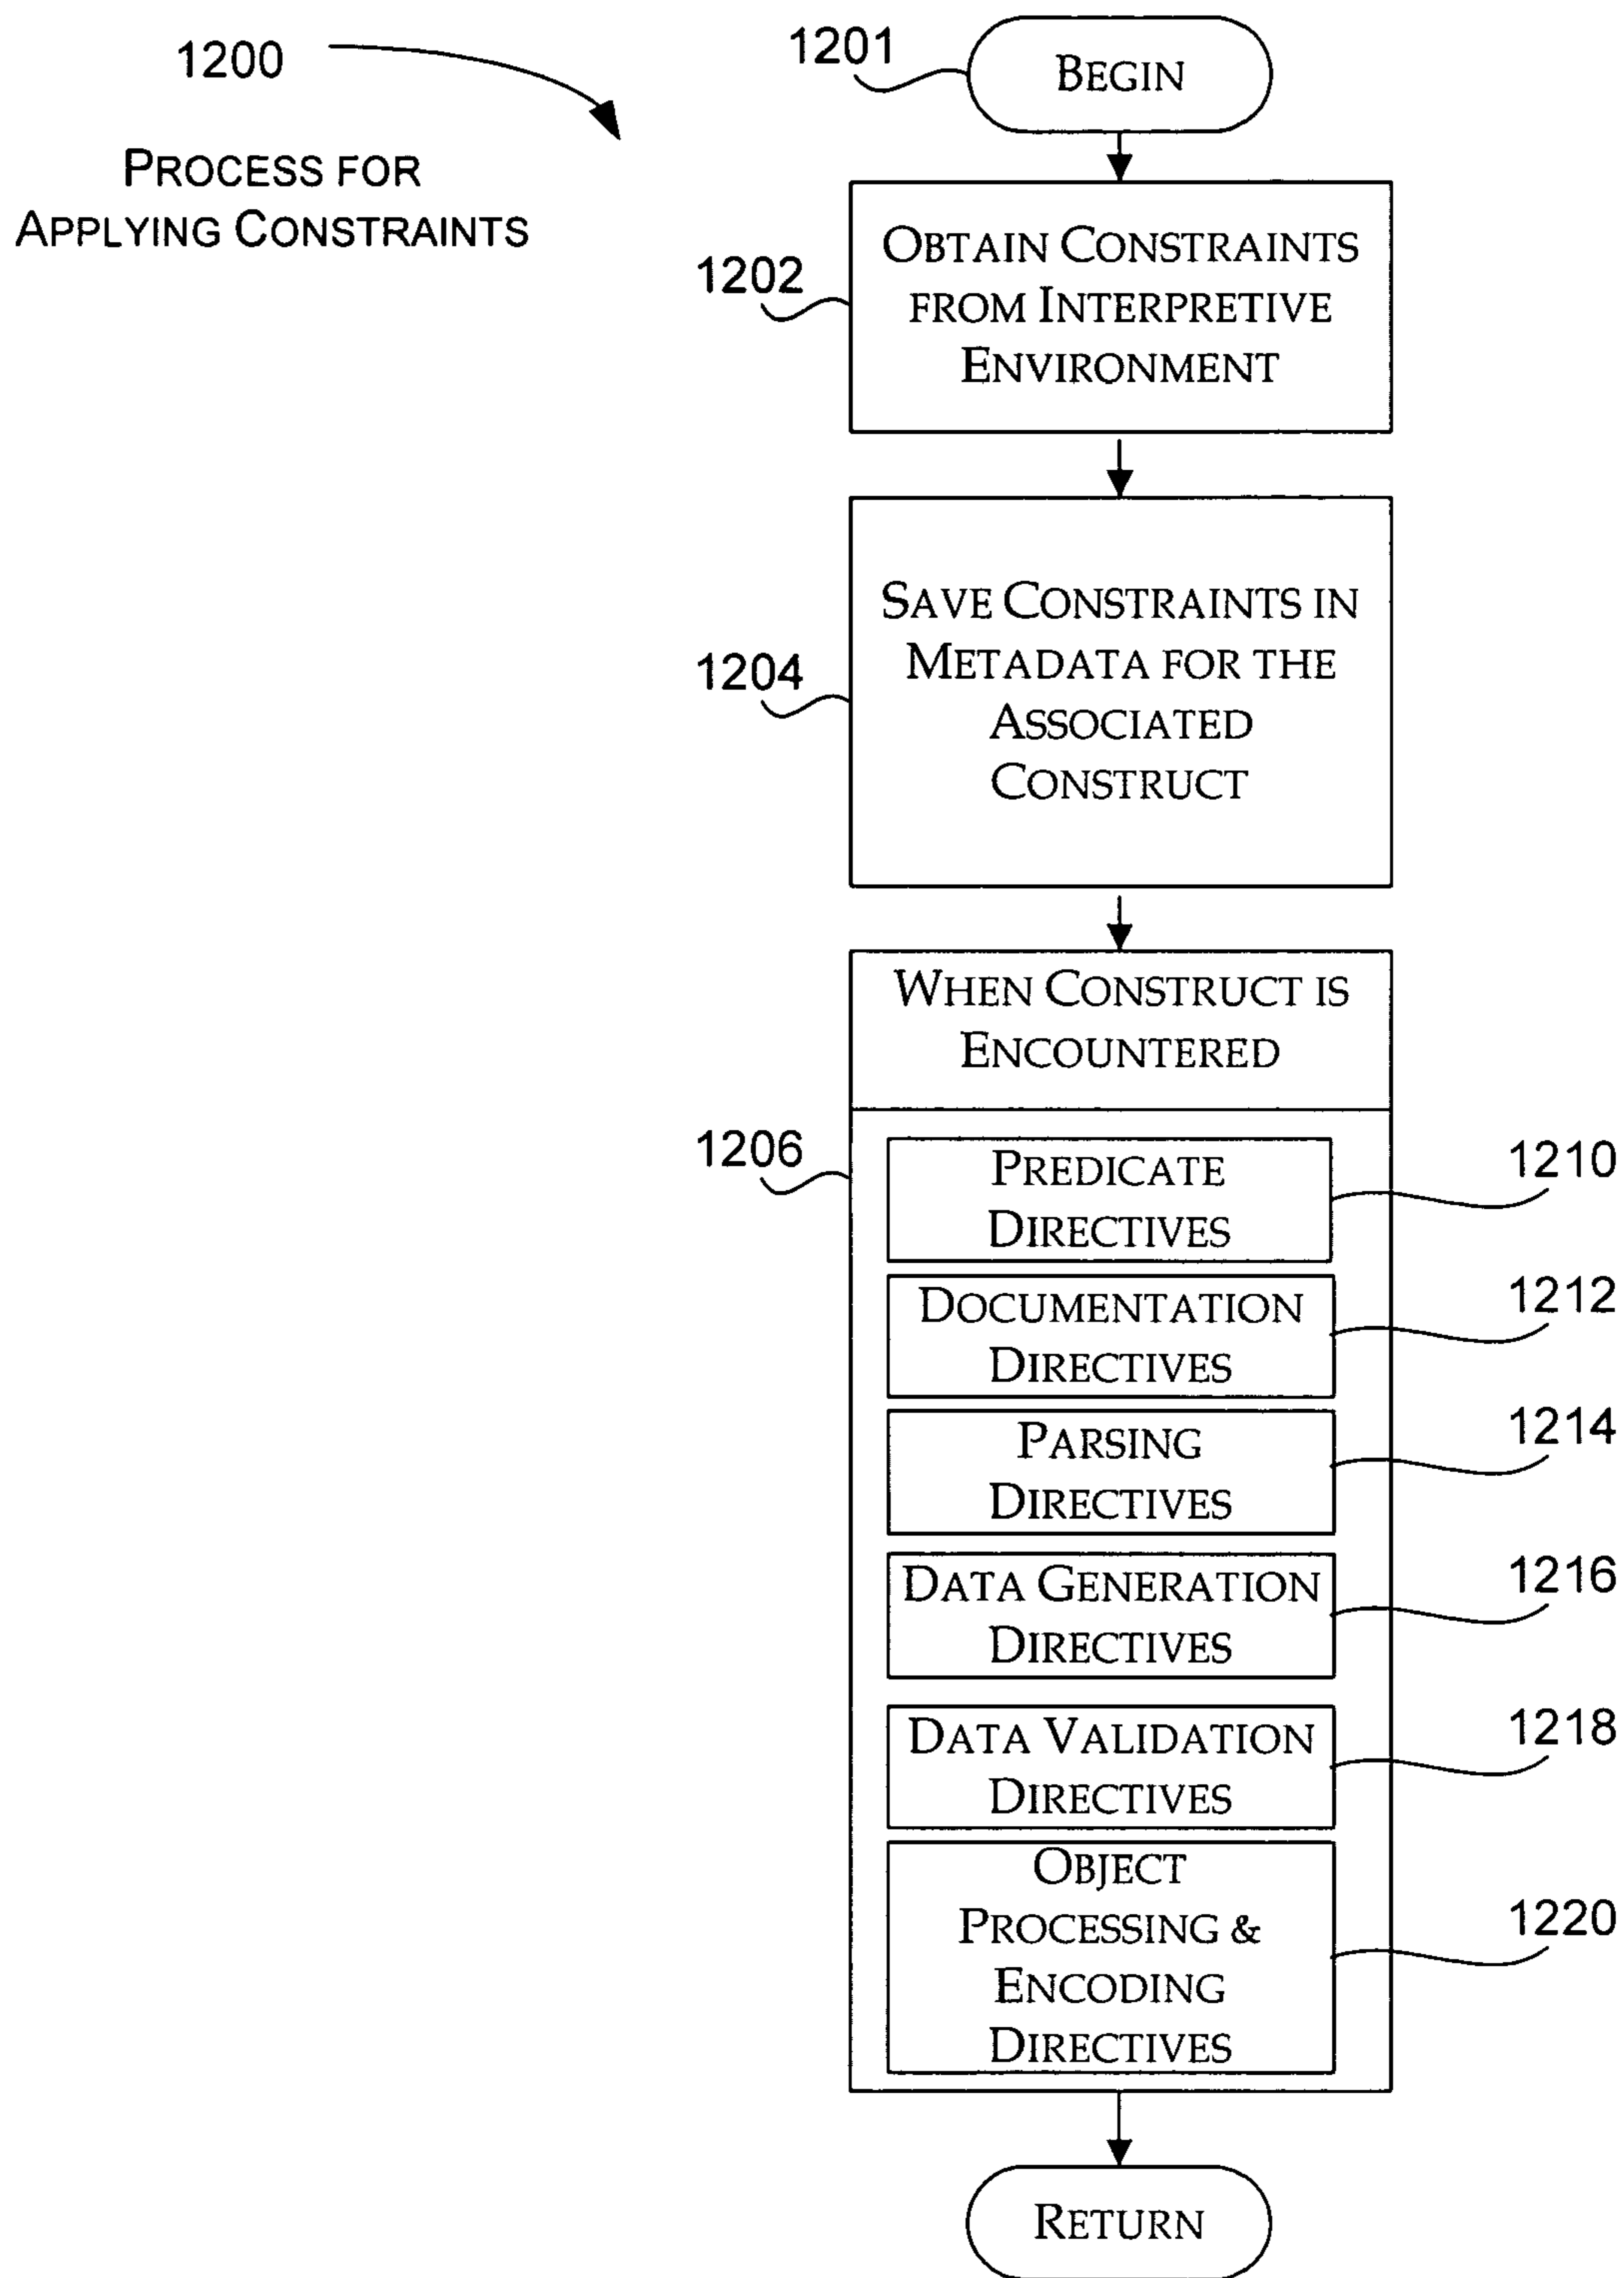 1200
PROCESS FOR
APPLYING CONSTRAINTS
1201
BEGIN
1202
OBTAIN CONSTRAINTS
FROM INTERPRETIVE
ENVIRONMENT
1204
SAVE CONSTRAINTS IN
METADATA FOR THE
ASSOCIATED
CONSTRUCT
WHEN CONSTRUCT IS
ENCOUNTERED
1206
PREDICATE
DIRECTIVES
1210
DOCUMENTATION
DIRECTIVES
1212
PARSING
DIRECTIVES
1214
DATA GENERATION
DIRECTIVES
1216
DATA VALIDATION
DIRECTIVES
1218
OBJECT
PROCESSING &
ENCODING
DIRECTIVES
1220
RETURN